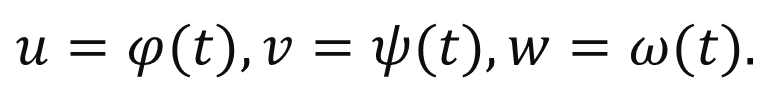 u = φ(t), v = ψ(t), w = ω(t).